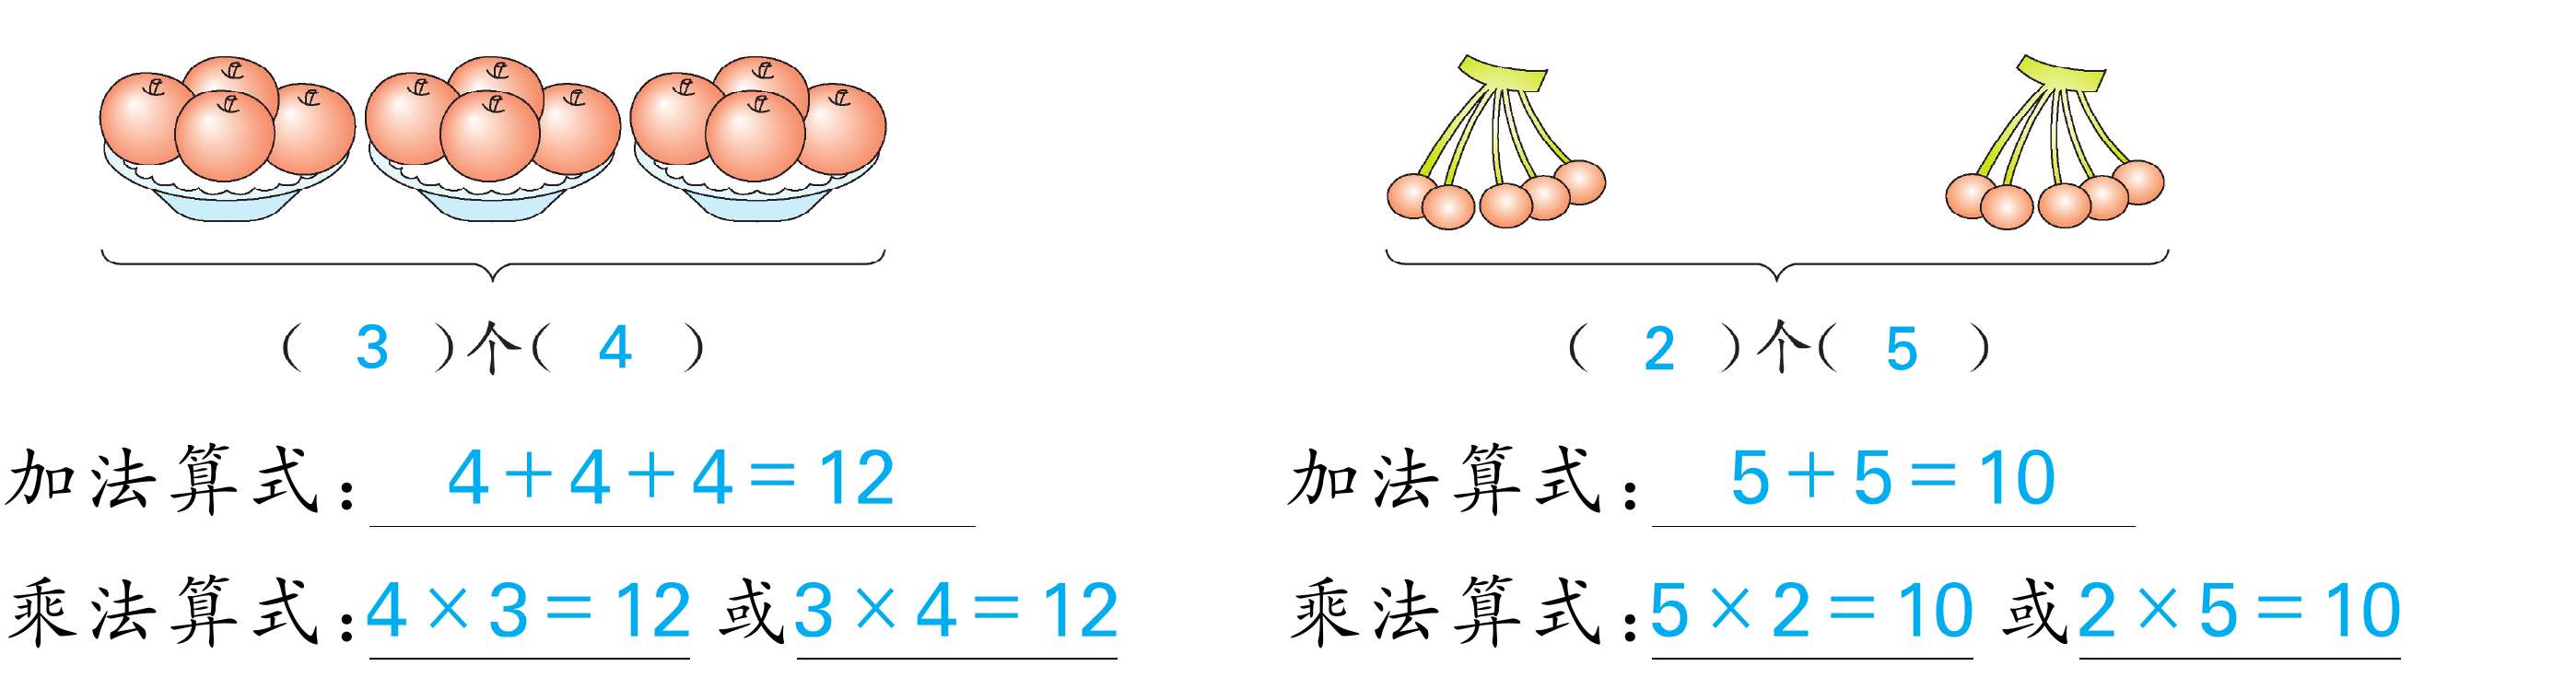 ( 3 )个( 4 )
加法算式：4＋4＋4＝12
乘法算式：4×3＝12 或3×4＝12
( 2 )个( 5 )
加法算式：5＋5＝10
乘法算式：5×2＝10 或2×5＝10